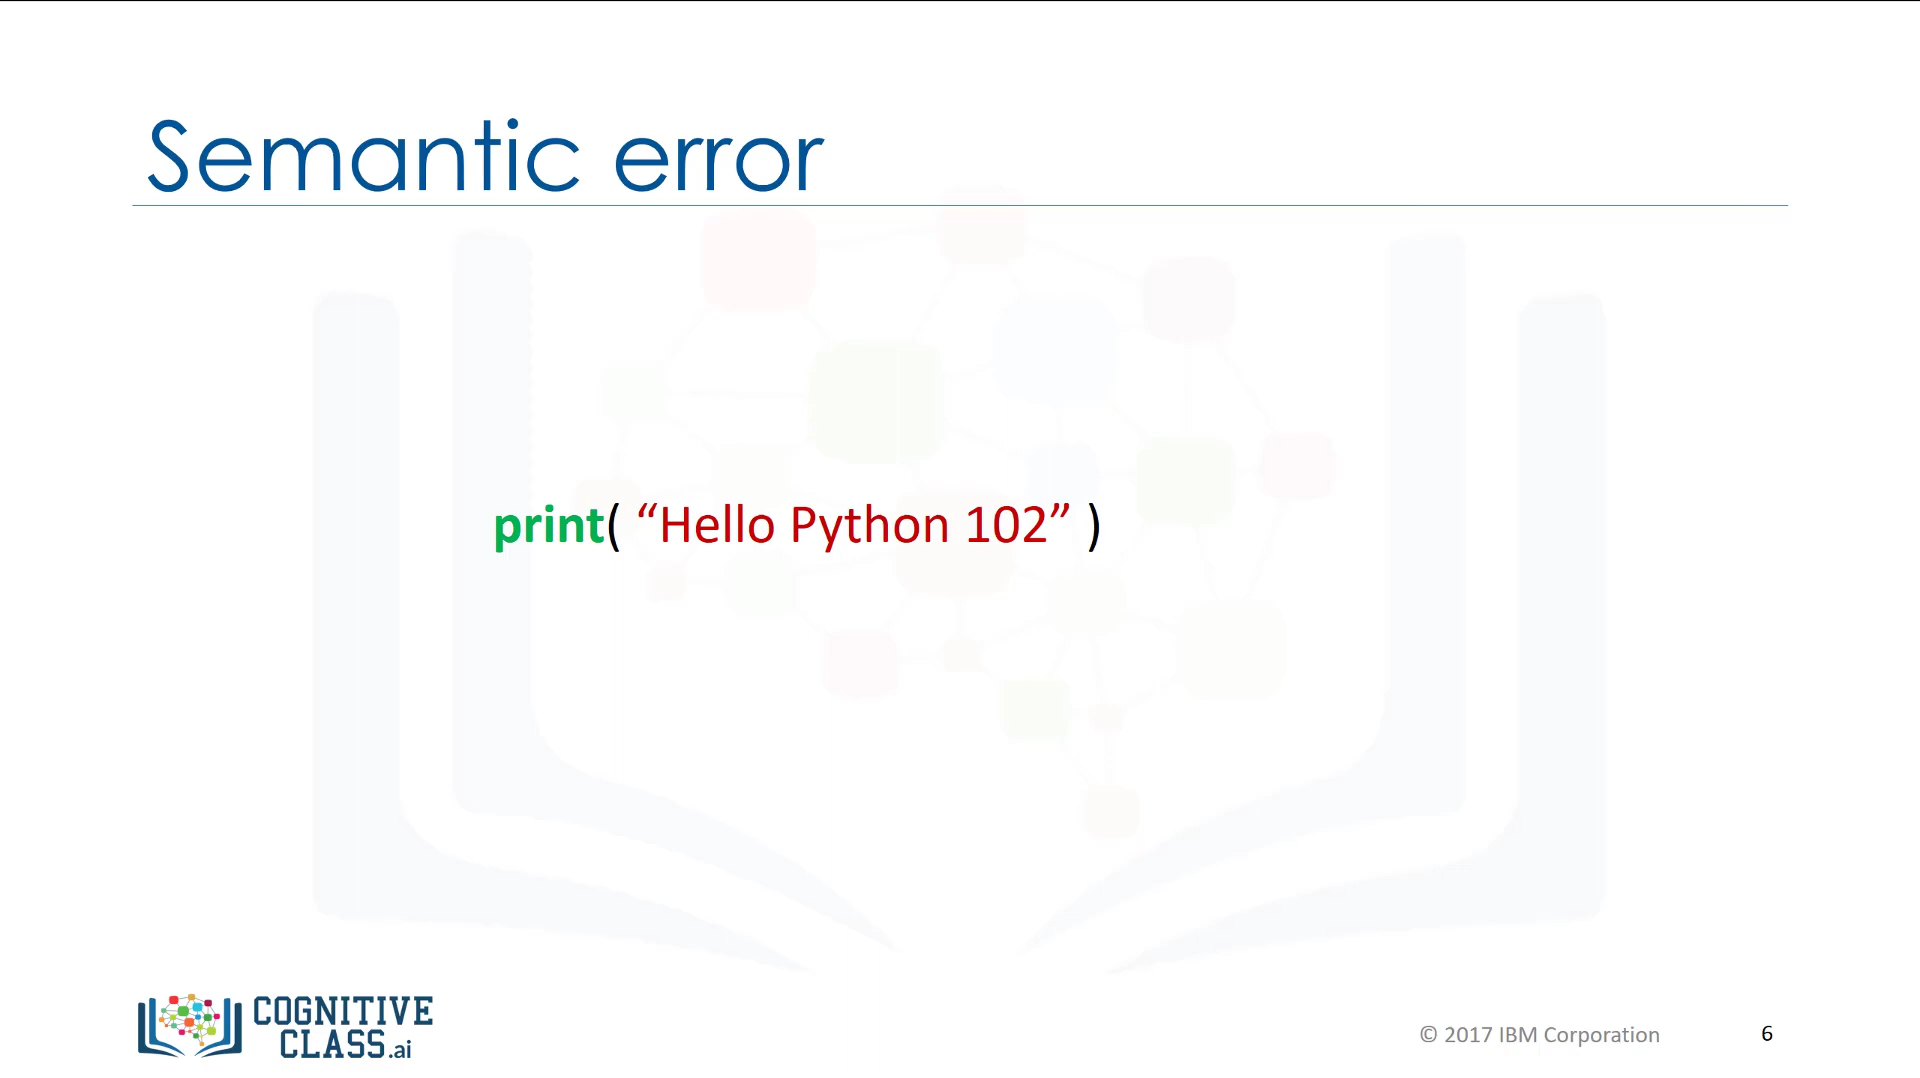 Semantic error
print( “Hello Python 102” )
COGNITIVE
CLASS.ai
© 2017 IBM Corporation
6